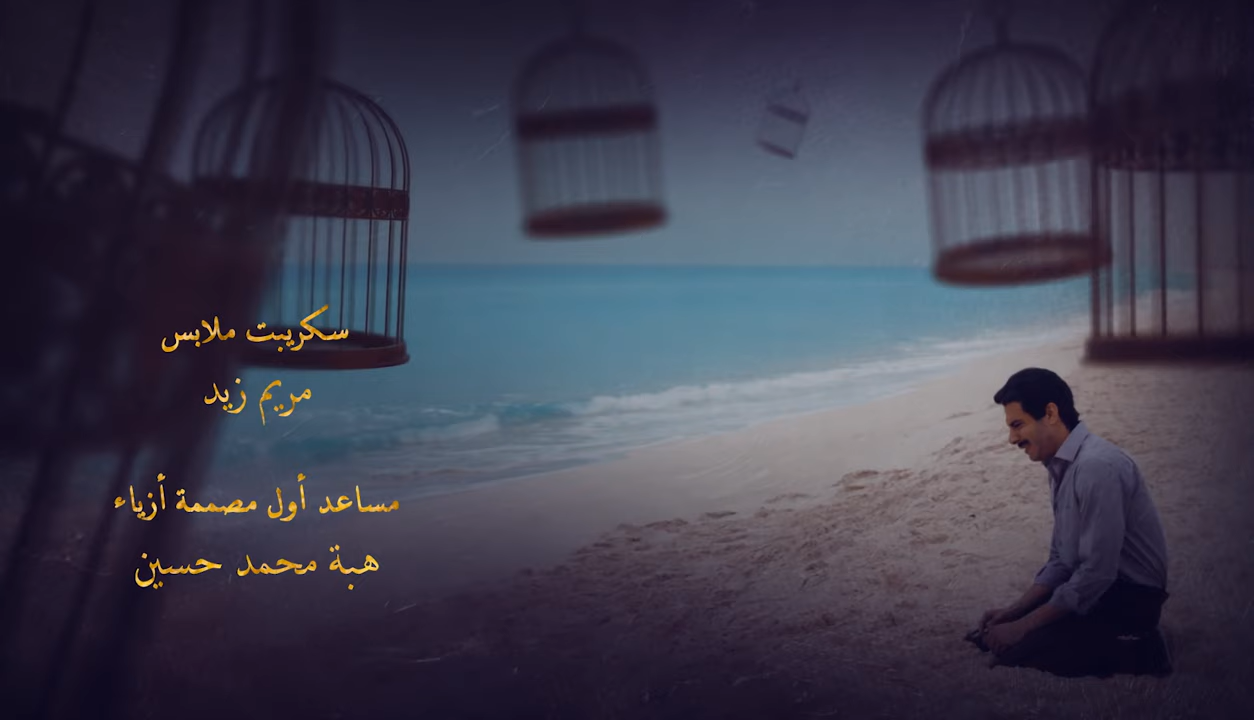 سكريبت ملابس
مريم زيد
مساعد أول مصممة أزياء
هبة محمد حسين